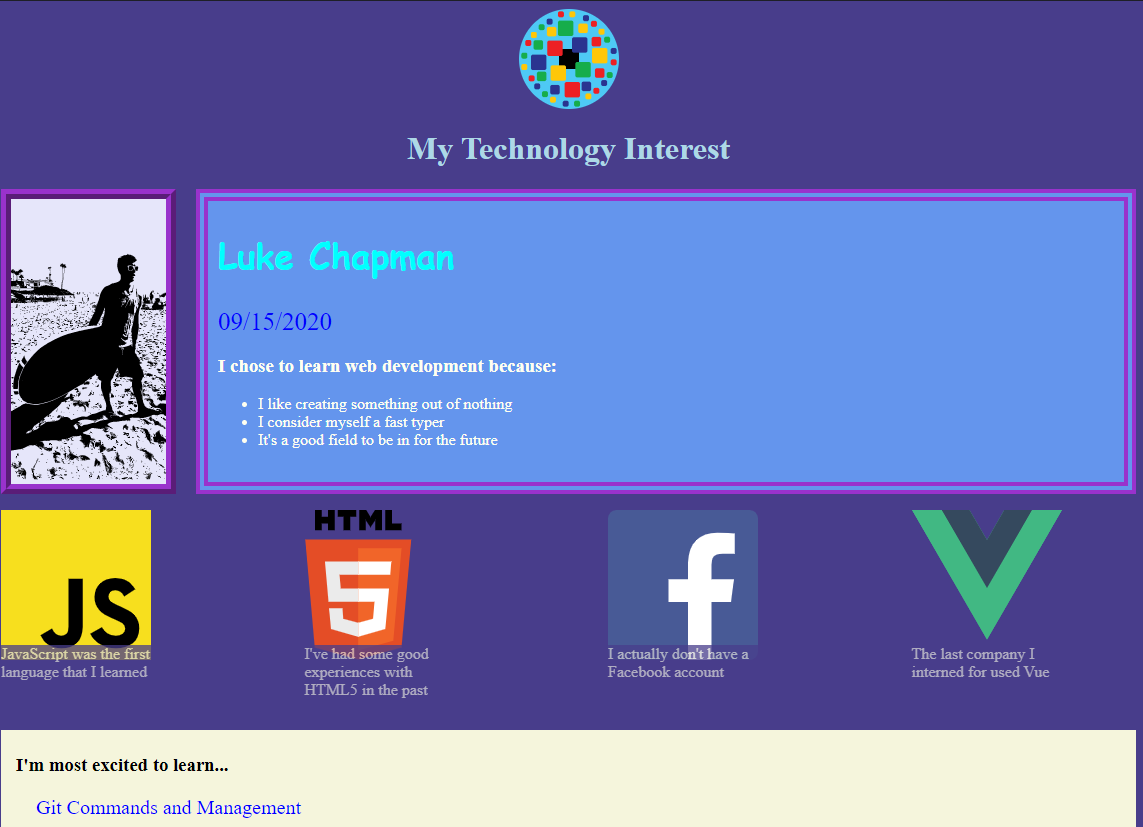 My Technology Interest
Luke Chapman
09/15/2020
I chose to learn web development because:
I like creating something out of nothing
I consider myself a fast typer
It's a good field to be in for the future
JS
JavaScript was the first
language that I learned
HTML
5
I've had some good
experiences with
HTML5 in the past
f
I actually don't have a
Facebook account
The last company I
interned for used Vue
I'm most excited to learn...
Git Commands and Management